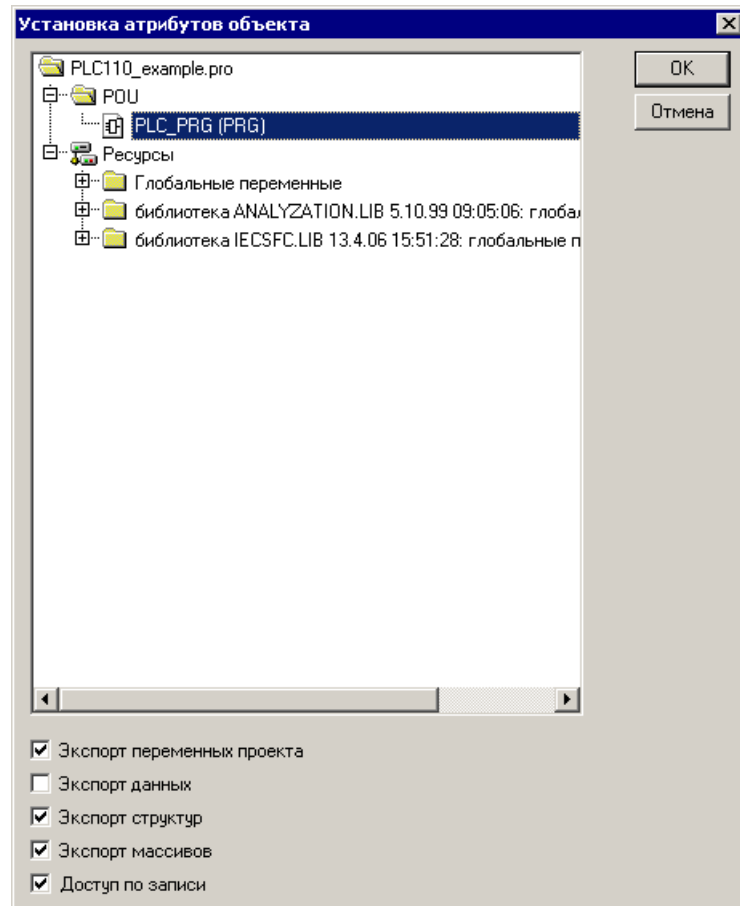 Установка атрибутов объекта
PLC110_example.pro
OK
POU
Отмена
PLC_PRG (PRG)
Ресурсы
Глобальные переменные
библиотека ANALYZATION.LIB 5.10.99 09:05:06: глоба
библиотека IECSFC.LIB 13.4.06 15:51:28: глобальные п
Экспорт переменных проекта
Экспорт данных
Экспорт структур
Экспорт массивов
Доступ по записи